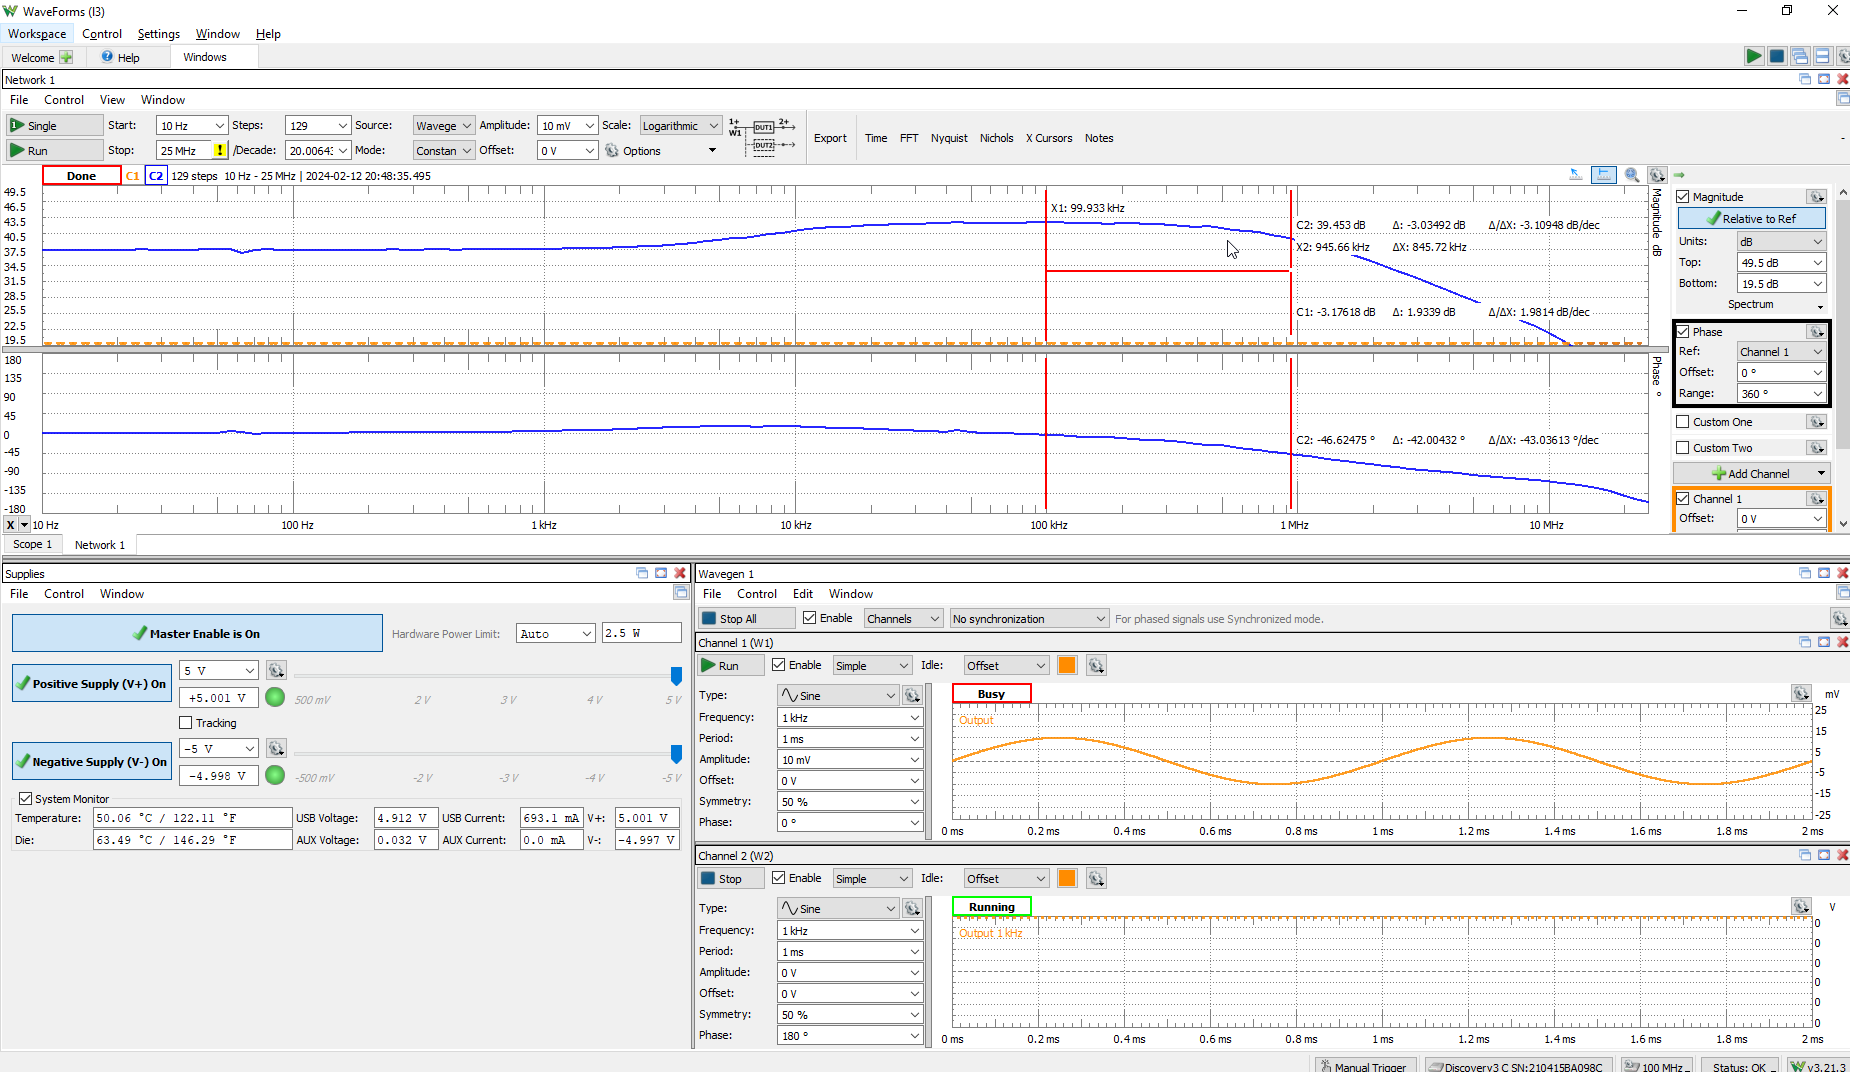 WaveForms (I3)
Workspace Control Settings Window Help
Welcome Help Windows
Network 1
File Control View Window
Single Start: 10 Hz Steps: 129 Source: Wavege Amplitude: 10 mV Scale: Logarithmic 1+ W1 DUT1 2+ DUT2
Run Stop: 25 MHz ! /Decade: 20.0064: Mode: Constan Offset: 0 V Options
Export Time FFT Nyquist Nichols X Cursors Notes
Done C1 C2 129 steps 10 Hz - 25 MHz | 2024-02-12 20:48:35.495
49.5
46.5
43.5
40.5
37.5
34.5
31.5
28.5
25.5
22.5
19.5
X1: 99.933 kHz
C2: 39.453 dB Δ: -3.03492 dB Δ/ΔX: -3.10948 dB/dec
X2: 945.66 kHz ΔX: 845.72 kHz
C1: -3.17618 dB Δ: 1.9339 dB Δ/ΔX: 1.9814 dB/dec
Magnitude dB
180
135
90
45
0
-45
-90
-135
-180
C2: -46.62475 ° Δ: -42.00432 ° Δ/ΔX: -43.03613 °/dec
Phase °
X 10 Hz 100 Hz 1 kHz 10 kHz 100 kHz 1 MHz 10 MHz
Magnitude
Relative to Ref
Units: dB
Top: 49.5 dB
Bottom: 19.5 dB
Spectrum
Phase
Ref: Channel 1
Offset: 0 °
Range: 360 °
Custom One
Custom Two
Add Channel
Channel 1
Offset: 0 V
Scope 1 Network 1
Supplies
File Control Window
Master Enable is On Hardware Power Limit: Auto 2.5 W
Positive Supply (V+) On 5 V
+5.001 V 500 mV 2 V 3 V 4 V 5 V
Tracking
Negative Supply (V-) On -5 V
-4.998 V -500 mV -2 V -3 V -4 V -5 V
System Monitor
Temperature: 50.06 °C / 122.11 °F USB Voltage: 4.912 V USB Current: 693.1 mA V+: 5.001 V
Die: 63.49 °C / 146.29 °F AUX Voltage: 0.032 V AUX Current: 0.0 mA V-: -4.997 V
Wavegen 1
File Control Edit Window
Stop All Enable Channels No synchronization For phased signals use Synchronized mode.
Channel 1 (W1)
Run Enable Simple Idle: Offset
Type: Sine
Frequency: 1 kHz
Period: 1 ms
Amplitude: 10 mV
Offset: 0 V
Symmetry: 50 %
Phase: 0 °
Busy mV
Output
25
15
5
-5
-15
-25
0 ms 0.2 ms 0.4 ms 0.6 ms 0.8 ms 1 ms 1.2 ms 1.4 ms 1.6 ms 1.8 ms 2 ms
Channel 2 (W2)
Stop Enable Simple Idle: Offset
Type: Sine
Frequency: 1 kHz
Period: 1 ms
Amplitude: 0 V
Offset: 0 V
Symmetry: 50 %
Phase: 180 °
Running V
Output 1 kHz
0
0
0
0
0
0
0 ms 0.2 ms 0.4 ms 0.6 ms 0.8 ms 1 ms 1.2 ms 1.4 ms 1.6 ms 1.8 ms 2 ms
Manual Trigger Discovery3 C SN:210415BA098C 100 MHz Status: OK v3.21.3